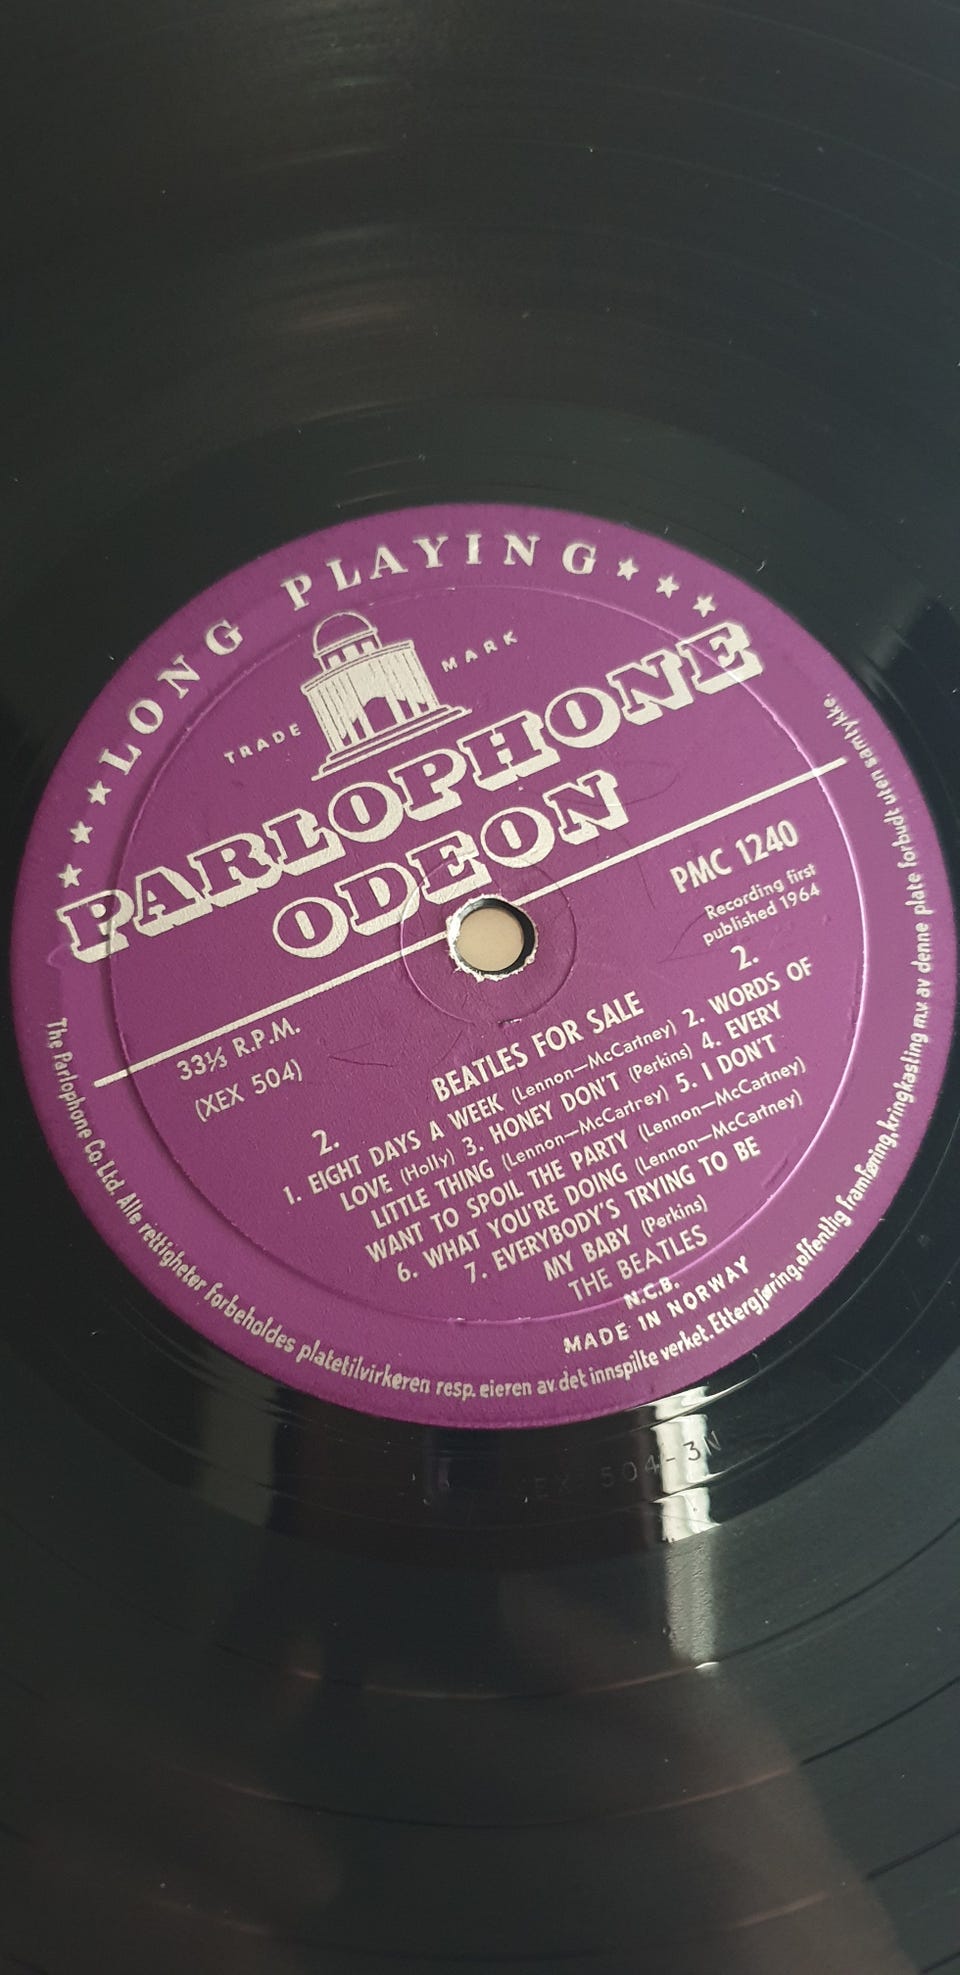 ★ ★ ★ LONG PLAYING ★ ★ ★
TRADE MARK
PARLOPHONE
ODEON
PMC 1240
Recording first
published 1964
33⅓ R.P.M.
(XEX 504)
2.
2.
BEATLES FOR SALE
1. EIGHT DAYS A WEEK (Lennon—McCartney) 2. WORDS OF
LOVE (Holly) 3. HONEY DON'T (Perkins) 4. EVERY
LITTLE THING (Lennon—McCartrey) 5. I DON'T
WANT TO SPOIL THE PARTY (Lennon—McCartney)
6. WHAT YOU'RE DOING (Lennon—McCartney)
7. EVERYBODY'S TRYING TO BE
MY BABY (Perkins)
THE BEATLES
N.C.B.
MADE IN NORWAY
The Parlophone Co. Ltd. Alle rettigheter forbeholdes platetilvirkeren resp. eieren av det innspilte verket. Ettergjøring, offentlig framføring, kringkasting m.v. av denne plate forbudt uten samtykke.
XEX 504-3N